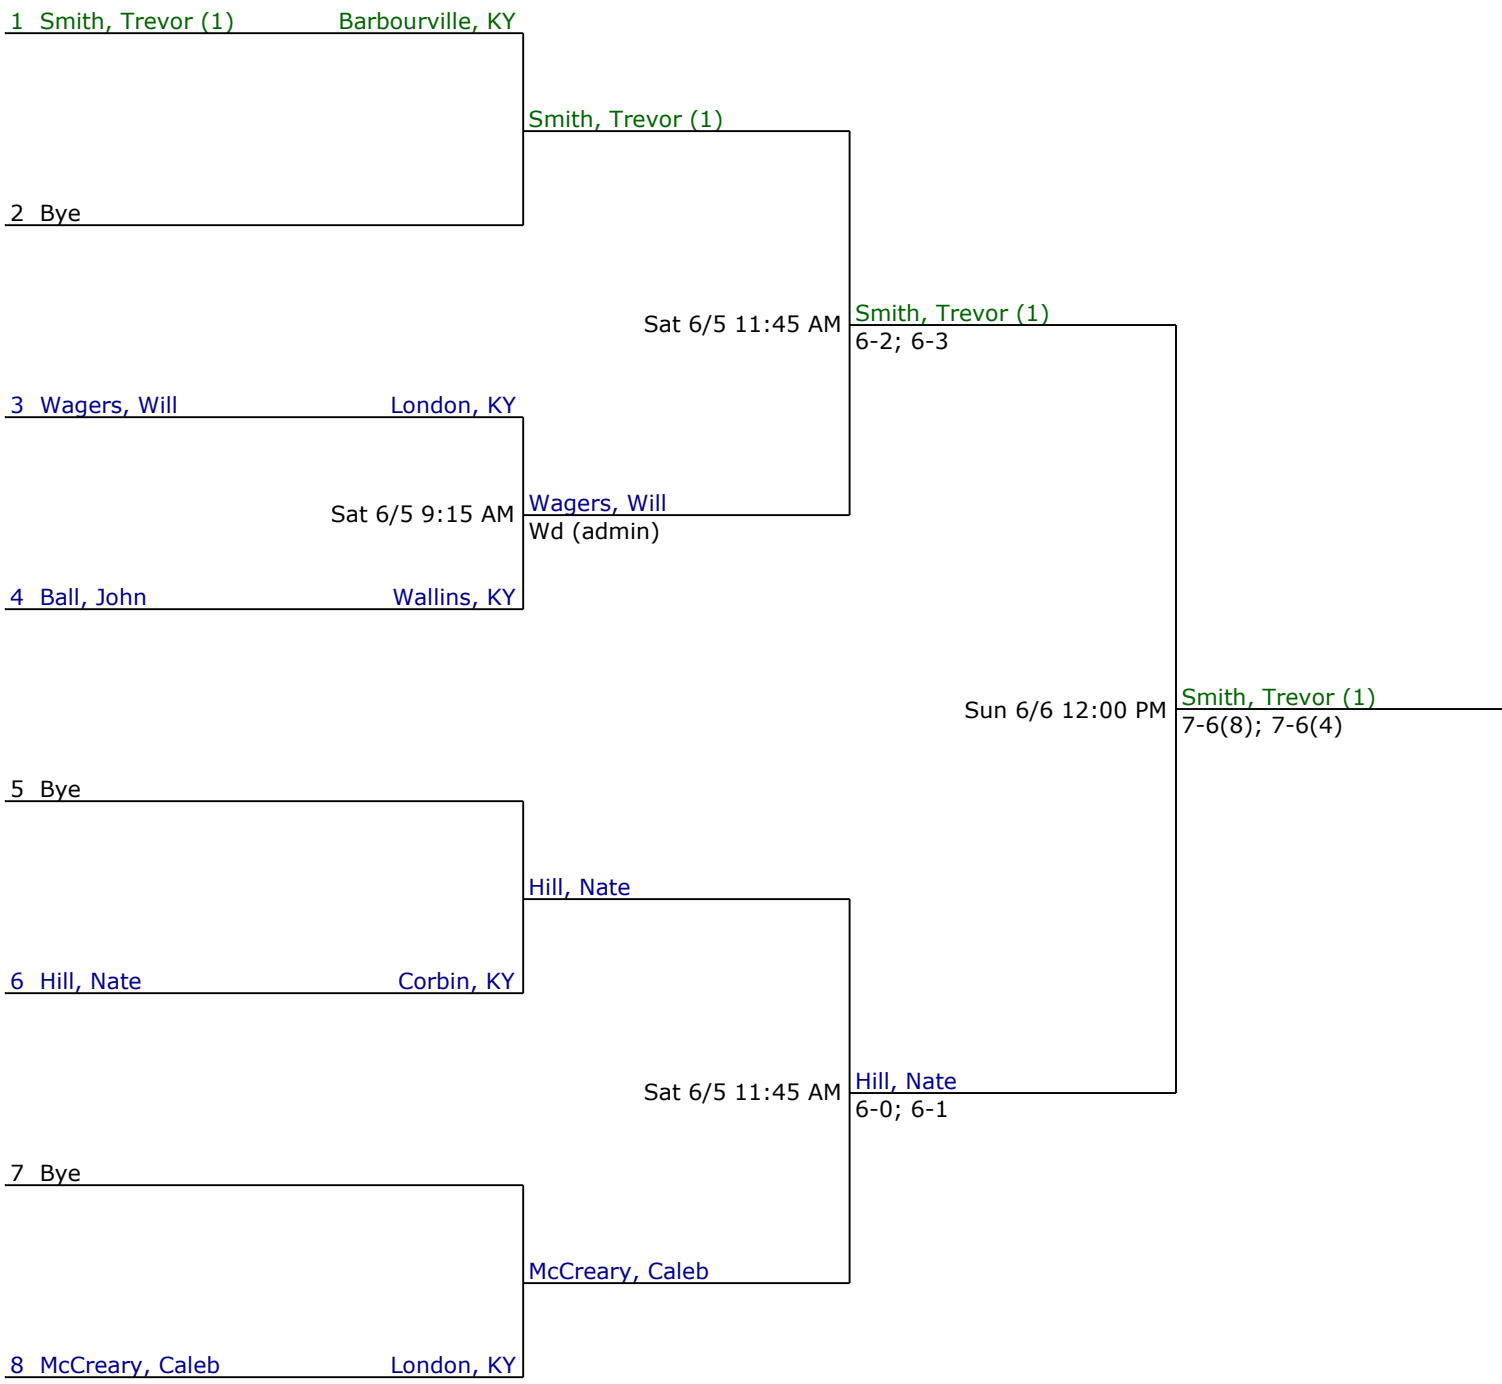 1 Smith, Trevor (1) Barbourville, KY
Smith, Trevor (1)
2 Bye
Sat 6/5 11:45 AM
Smith, Trevor (1)
6-2; 6-3
3 Wagers, Will London, KY
Sat 6/5 9:15 AM
Wagers, Will
Wd (admin)
4 Ball, John Wallins, KY
Sun 6/6 12:00 PM
Smith, Trevor (1)
7-6(8); 7-6(4)
5 Bye
Hill, Nate
6 Hill, Nate Corbin, KY
Sat 6/5 11:45 AM
Hill, Nate
6-0; 6-1
7 Bye
McCreary, Caleb
8 McCreary, Caleb London, KY